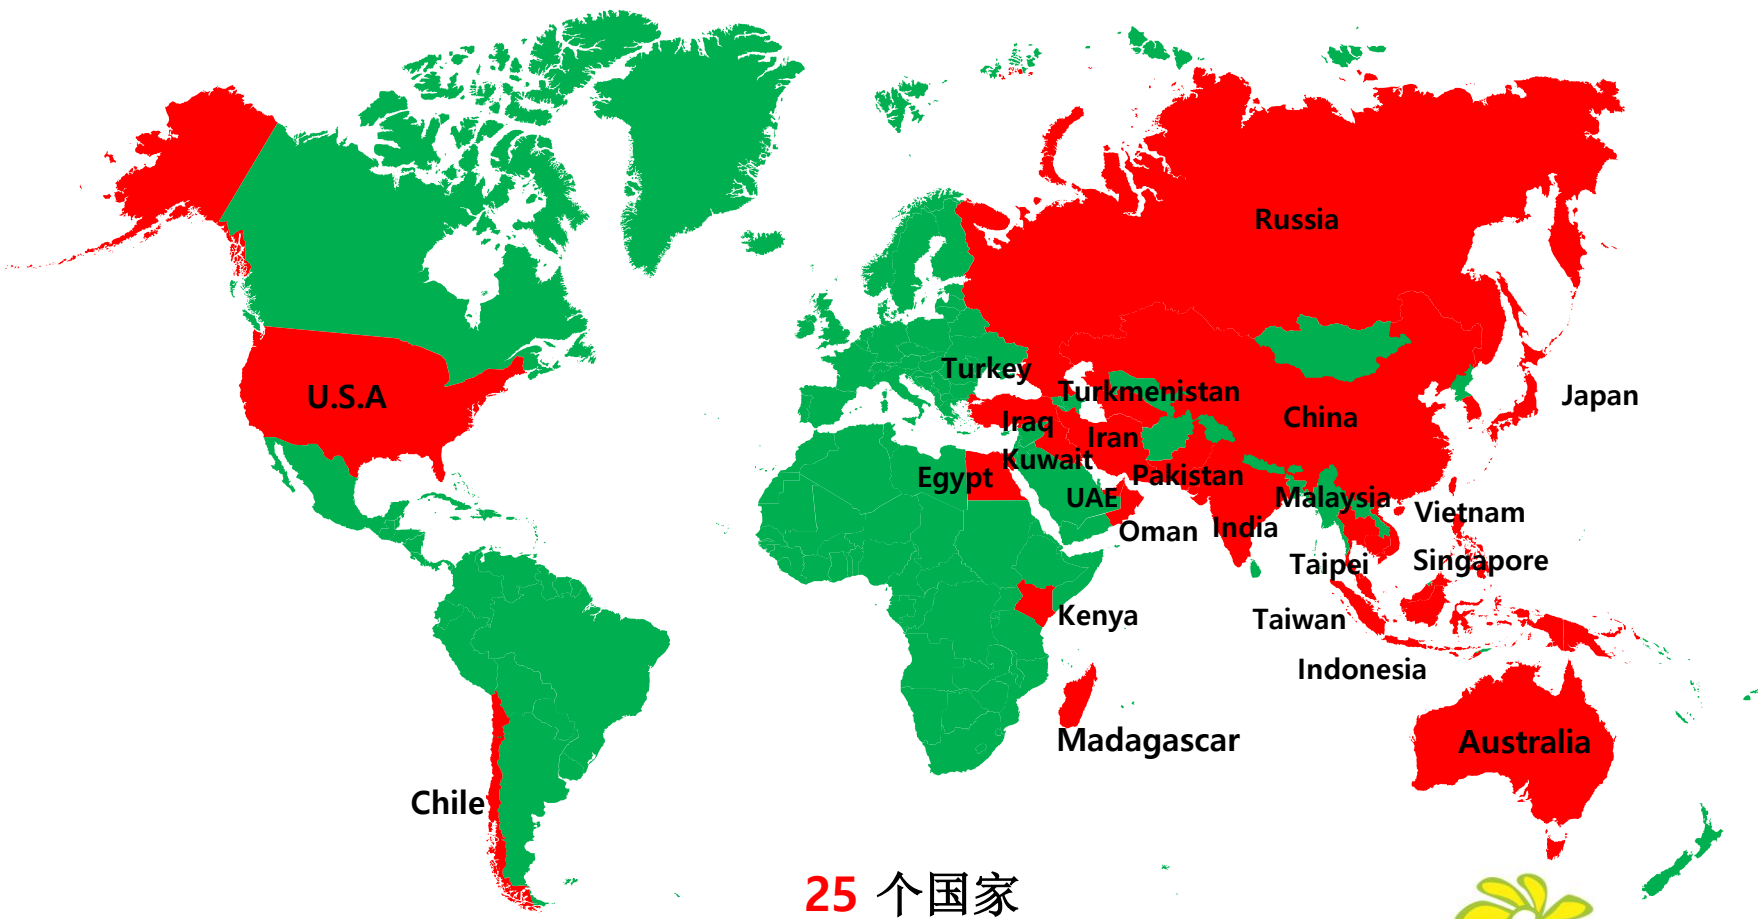 Russia
Turkey
Turkmenistan
U.S.A
Japan
China
Iraq
Iran
Kuwait
Egypt
Pakistan
UAE
Malaysia
Vietnam
Oman
India
Taipei
Singapore
Kenya
Taiwan
Indonesia
Madagascar
Australia
Chile
25 个国家